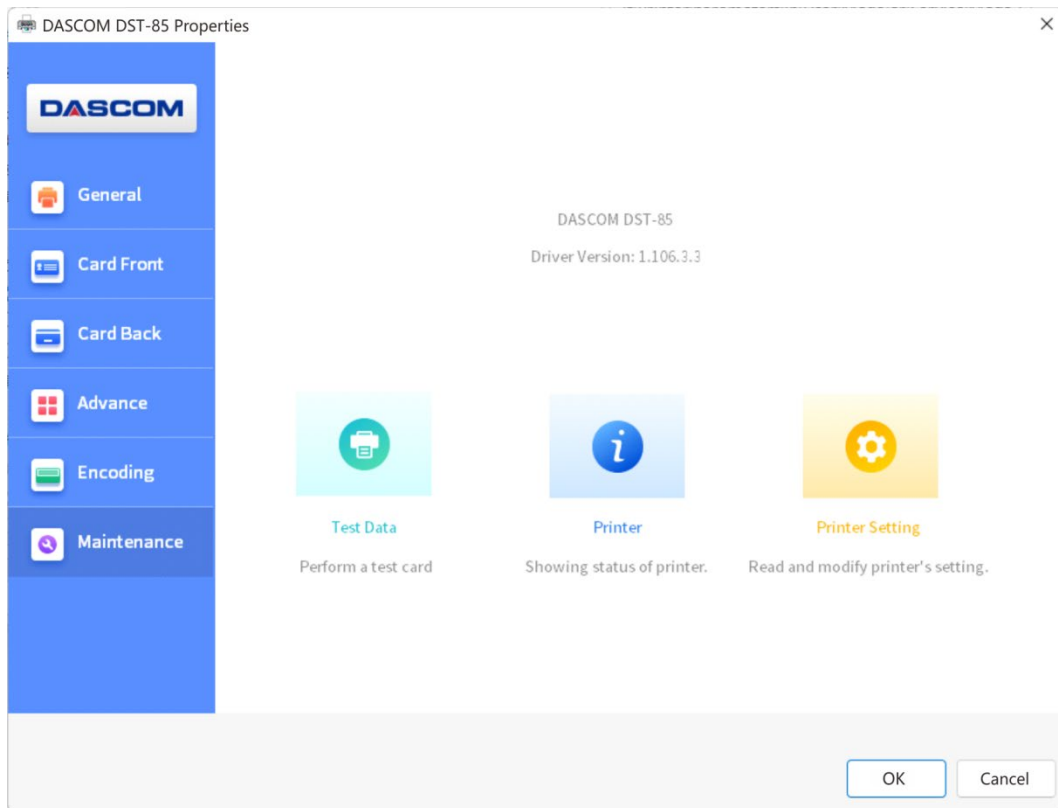 DASCOM DST-85 Properties
DASCOM
General
Card Front
Card Back
Advance
Encoding
Maintenance
DASCOM DST-85
Driver Version: 1.106.3.3
Test Data
Perform a test card
Printer
Showing status of printer.
Printer Setting
Read and modify printer's setting.
OK
Cancel